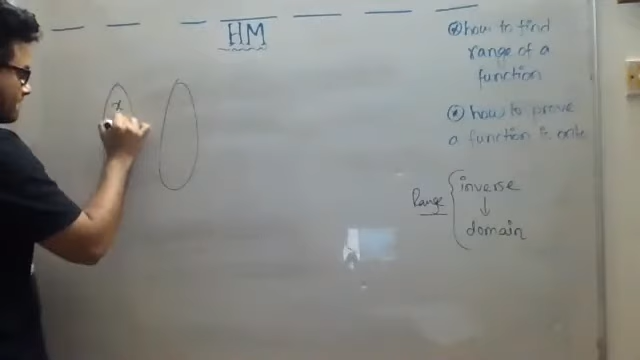 HM
x
* how to find
range of a
function
* how to prove
a function is onto
Range { inverse
↓
domain